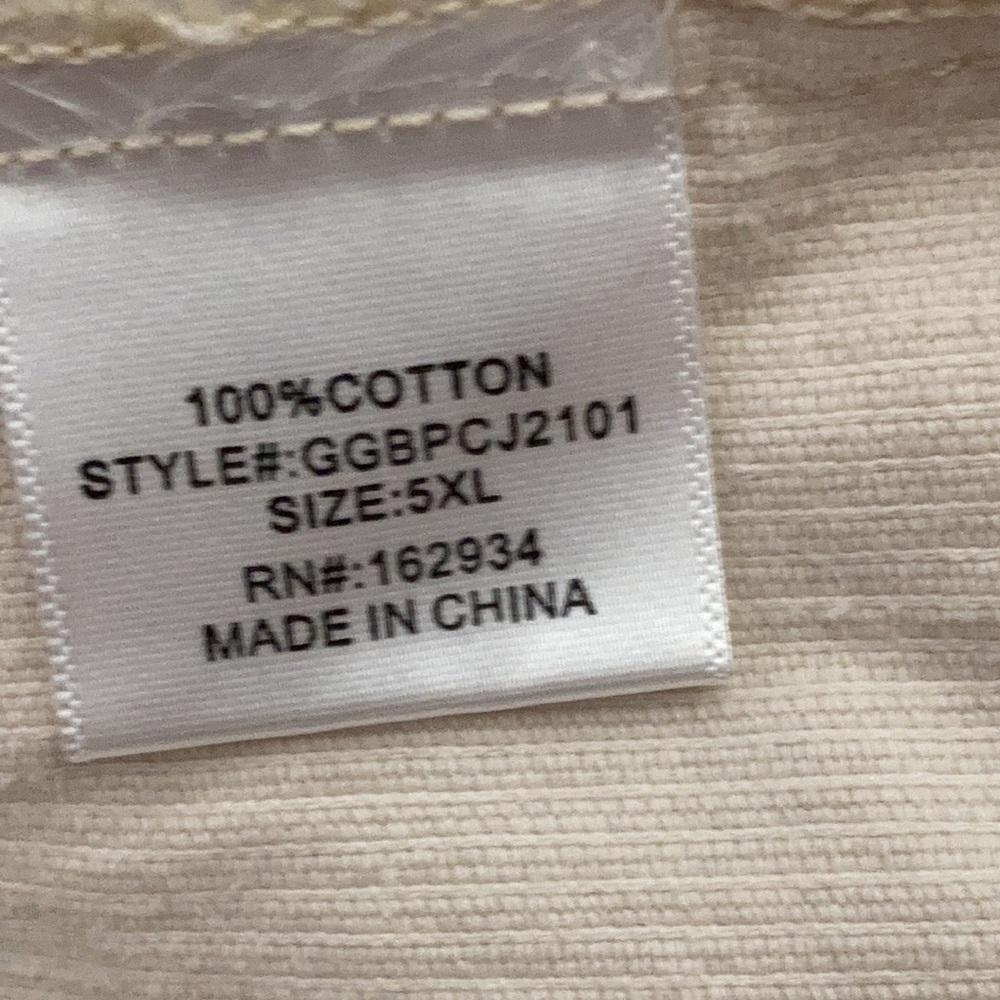 100%COTTON
STYLE#:GGBPCJ2101
SIZE:5XL
RN#:162934
MADE IN CHINA